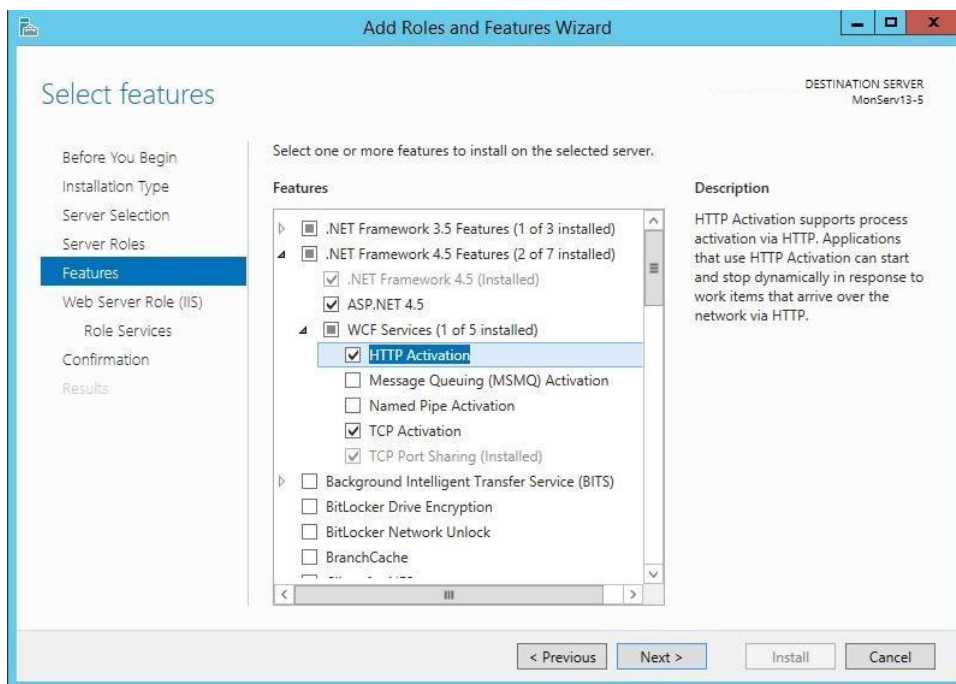 Add Roles and Features Wizard
Select features
DESTINATION SERVER
MonServ13-5
Before You Begin
Installation Type
Server Selection
Server Roles
Features
Web Server Role (IIS)
Role Services
Confirmation
Results
Select one or more features to install on the selected server.
Features
.NET Framework 3.5 Features (1 of 3 installed)
.NET Framework 4.5 Features (2 of 7 installed)
.NET Framework 4.5 (Installed)
ASP.NET 4.5
WCF Services (1 of 5 installed)
HTTP Activation
Message Queuing (MSMQ) Activation
Named Pipe Activation
TCP Activation
TCP Port Sharing (Installed)
Background Intelligent Transfer Service (BITS)
BitLocker Drive Encryption
BitLocker Network Unlock
BranchCache
Description
HTTP Activation supports process
activation via HTTP. Applications
that use HTTP Activation can start
and stop dynamically in response to
work items that arrive over the
network via HTTP.
< Previous
Next >
Install
Cancel